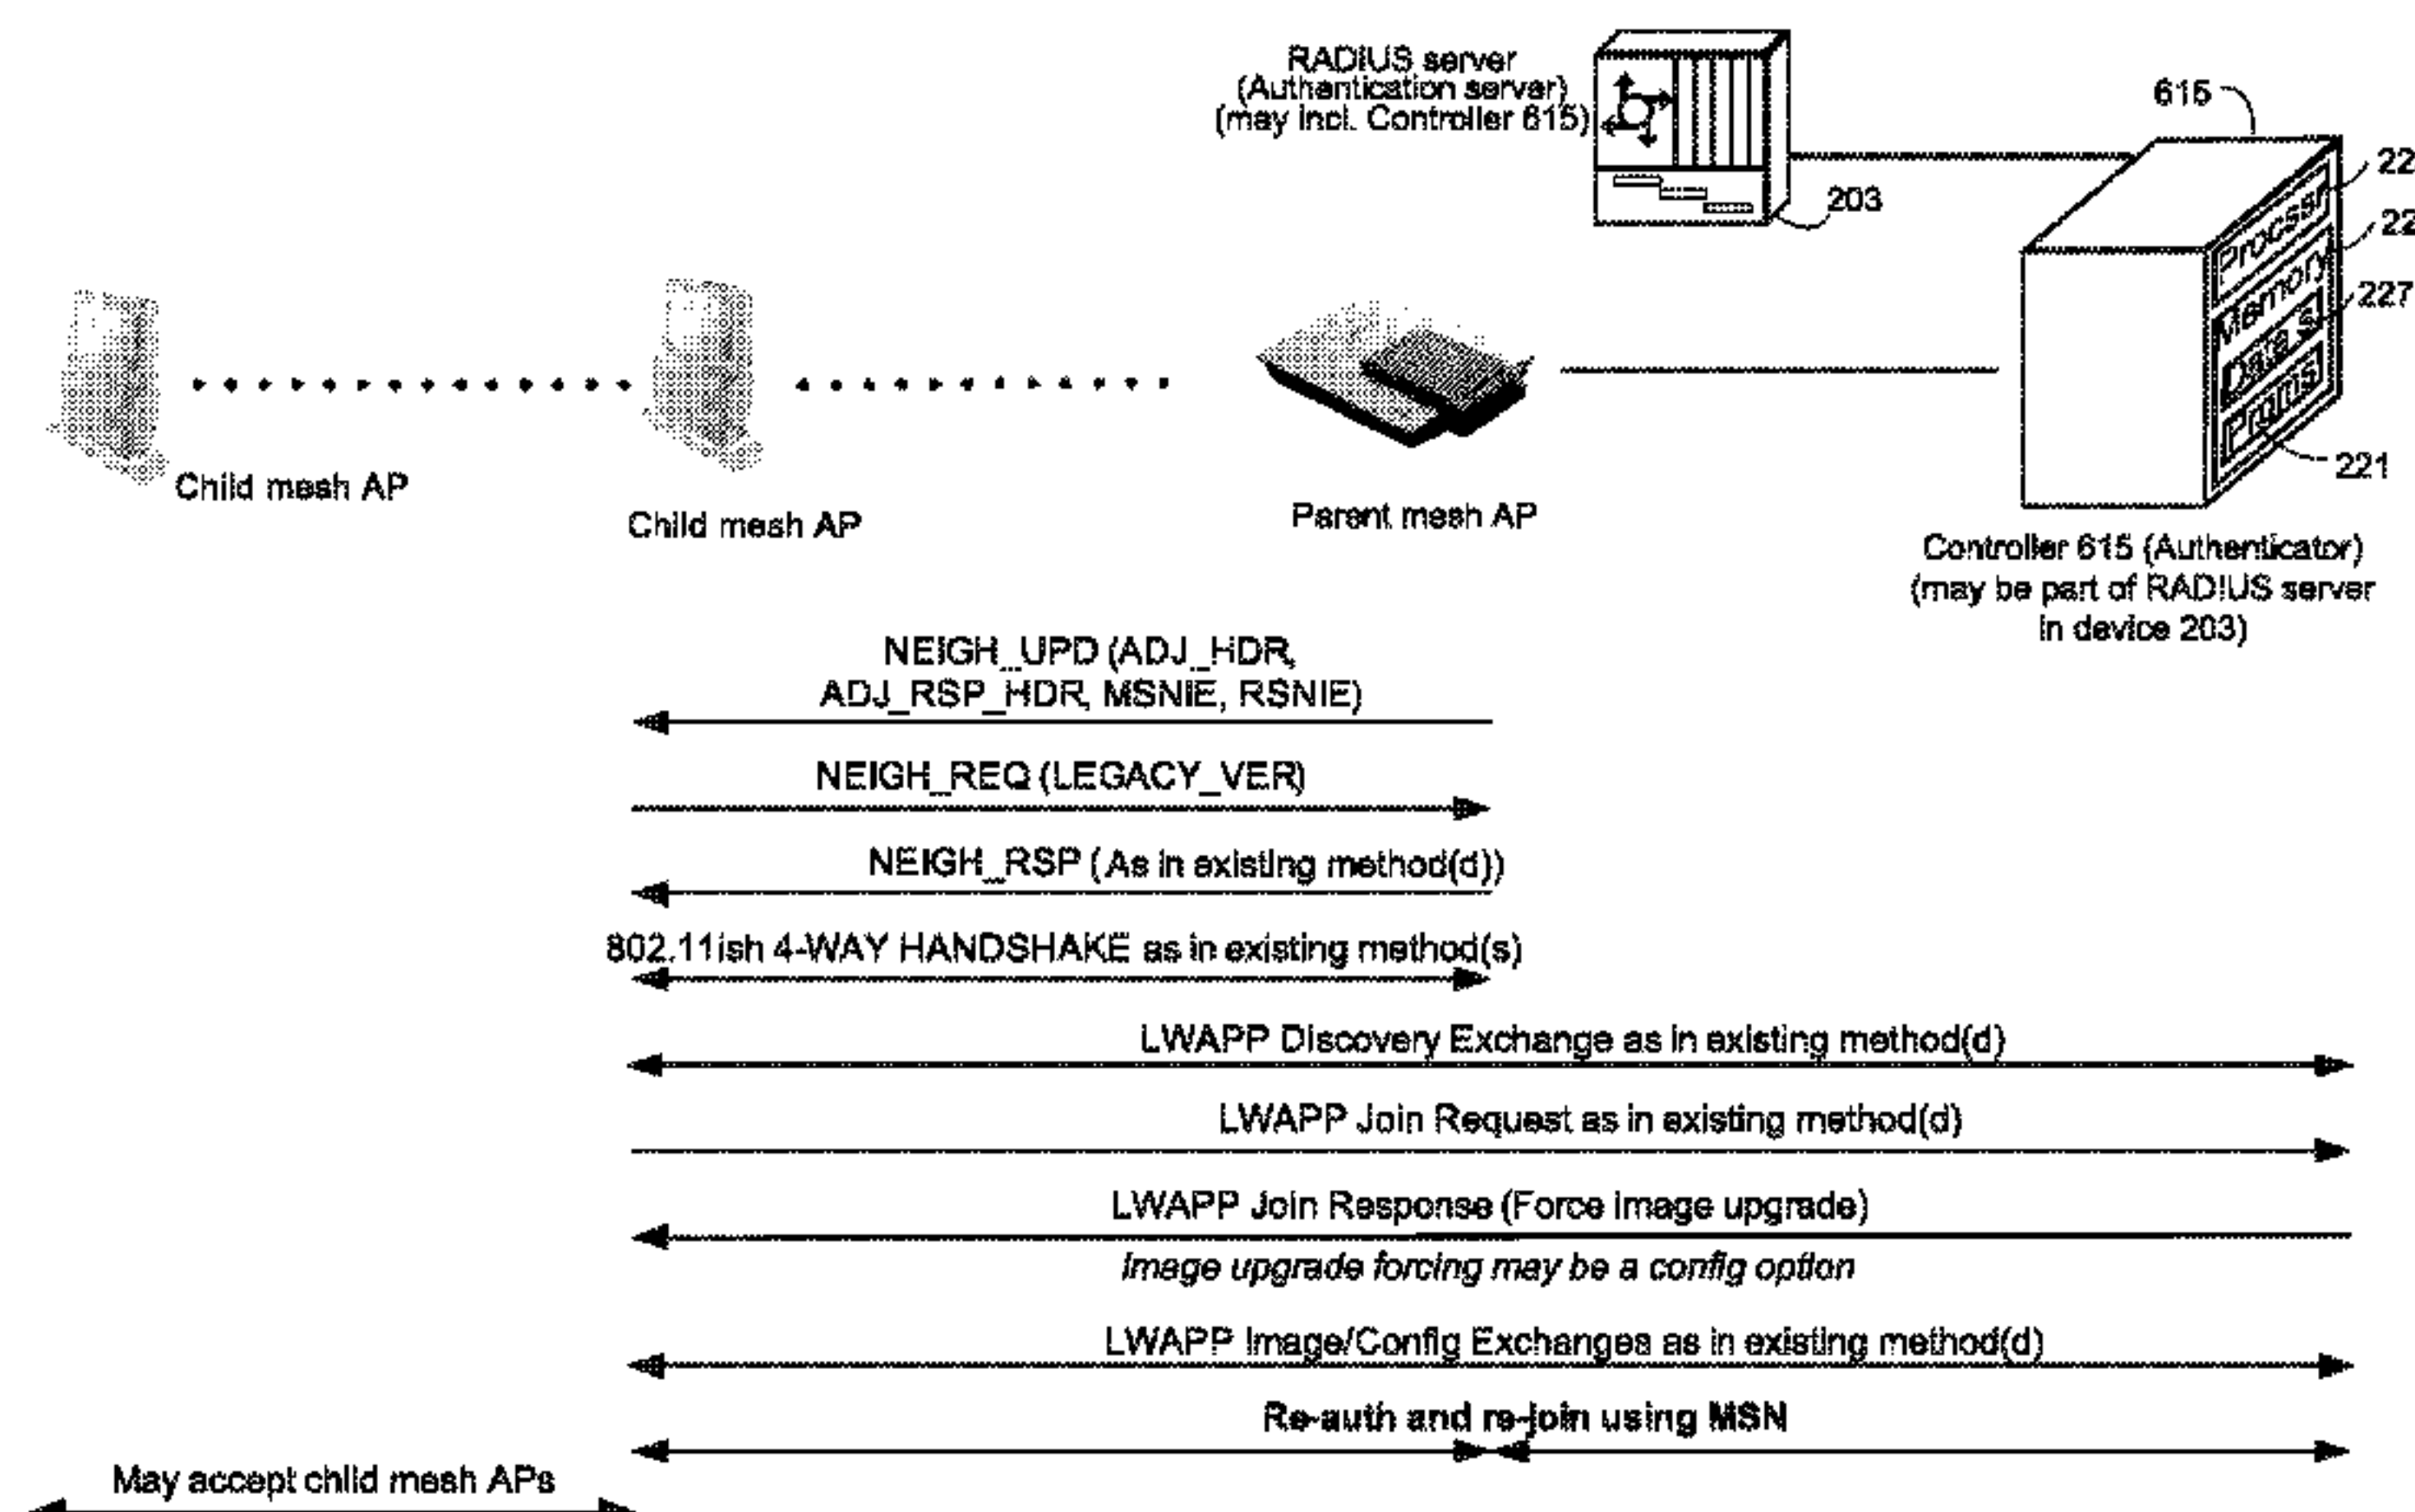 RADIUS server
(Authentication server)
(may incl. Controller 615)
615
203
22
22
227
221
Processr
Memory
Data s
Prgms
Child mesh AP
Child mesh AP
Parent mesh AP
Controller 615 (Authenticator)
(may be part of RADIUS server
in device 203)
NEIGH_UPD (ADJ_HDR,
ADJ_RSP_HDR, MSNIE, RSNIE)
NEIGH_REQ (LEGACY_VER)
NEIGH_RSP (As in existing method(d))
802.11ish 4-WAY HANDSHAKE as in existing method(s)
LWAPP Discovery Exchange as in existing method(d)
LWAPP Join Request as in existing method(d)
LWAPP Join Response (Force image upgrade)
Image upgrade forcing may be a config option
LWAPP Image/Config Exchanges as in existing method(d)
Re-auth and re-join using MSN
May accept child mesh APs